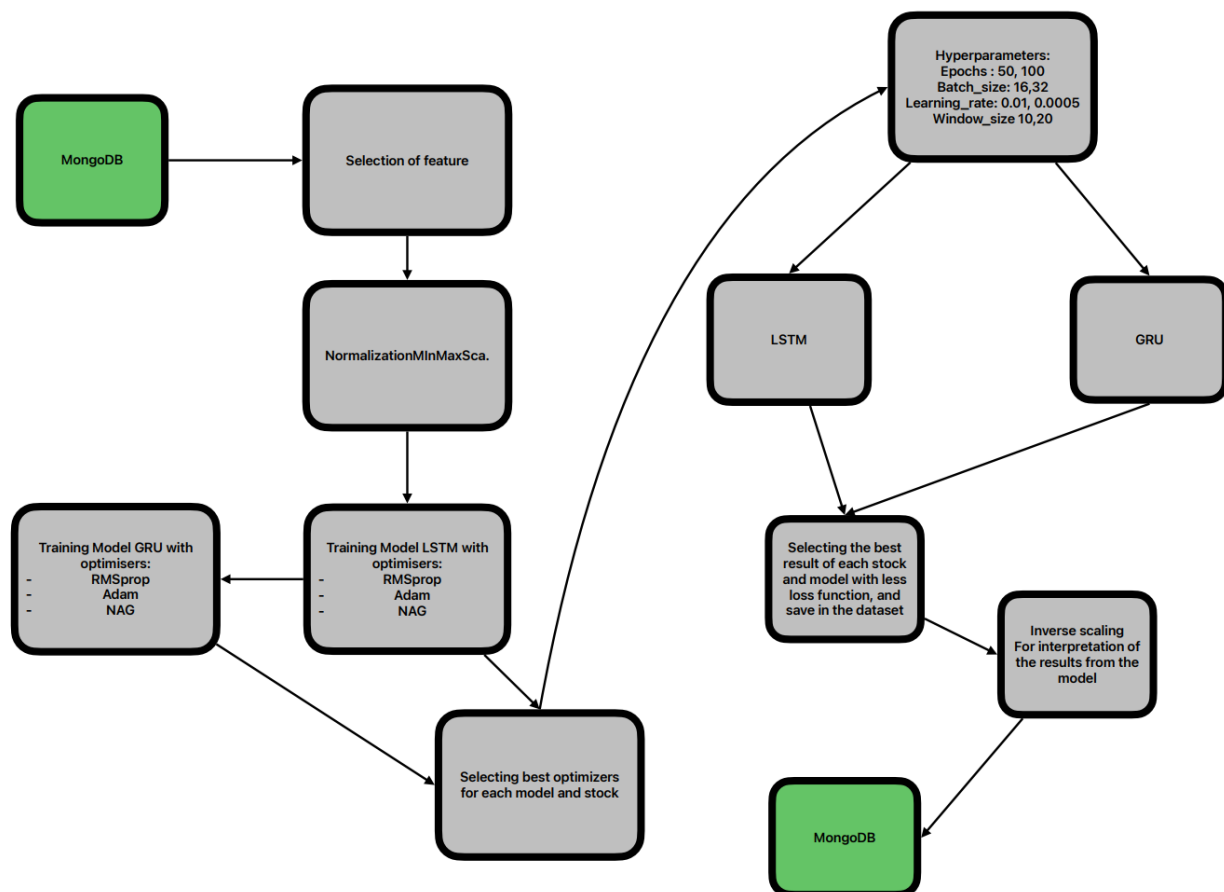 MongoDB
Selection of feature
NormalizationMInMaxSca.
Training Model LSTM with
optimisers:
- RMSprop
- Adam
- NAG
Training Model GRU with
optimisers:
- RMSprop
- Adam
- NAG
Selecting best optimizers
for each model and stock
Hyperparameters:
Epochs : 50, 100
Batch_size: 16,32
Learning_rate: 0.01, 0.0005
Window_size 10,20
LSTM
GRU
Selecting the best
result of each stock
and model with less
loss function, and
save in the dataset
Inverse scaling
For interpretation of
the results from the
model
MongoDB